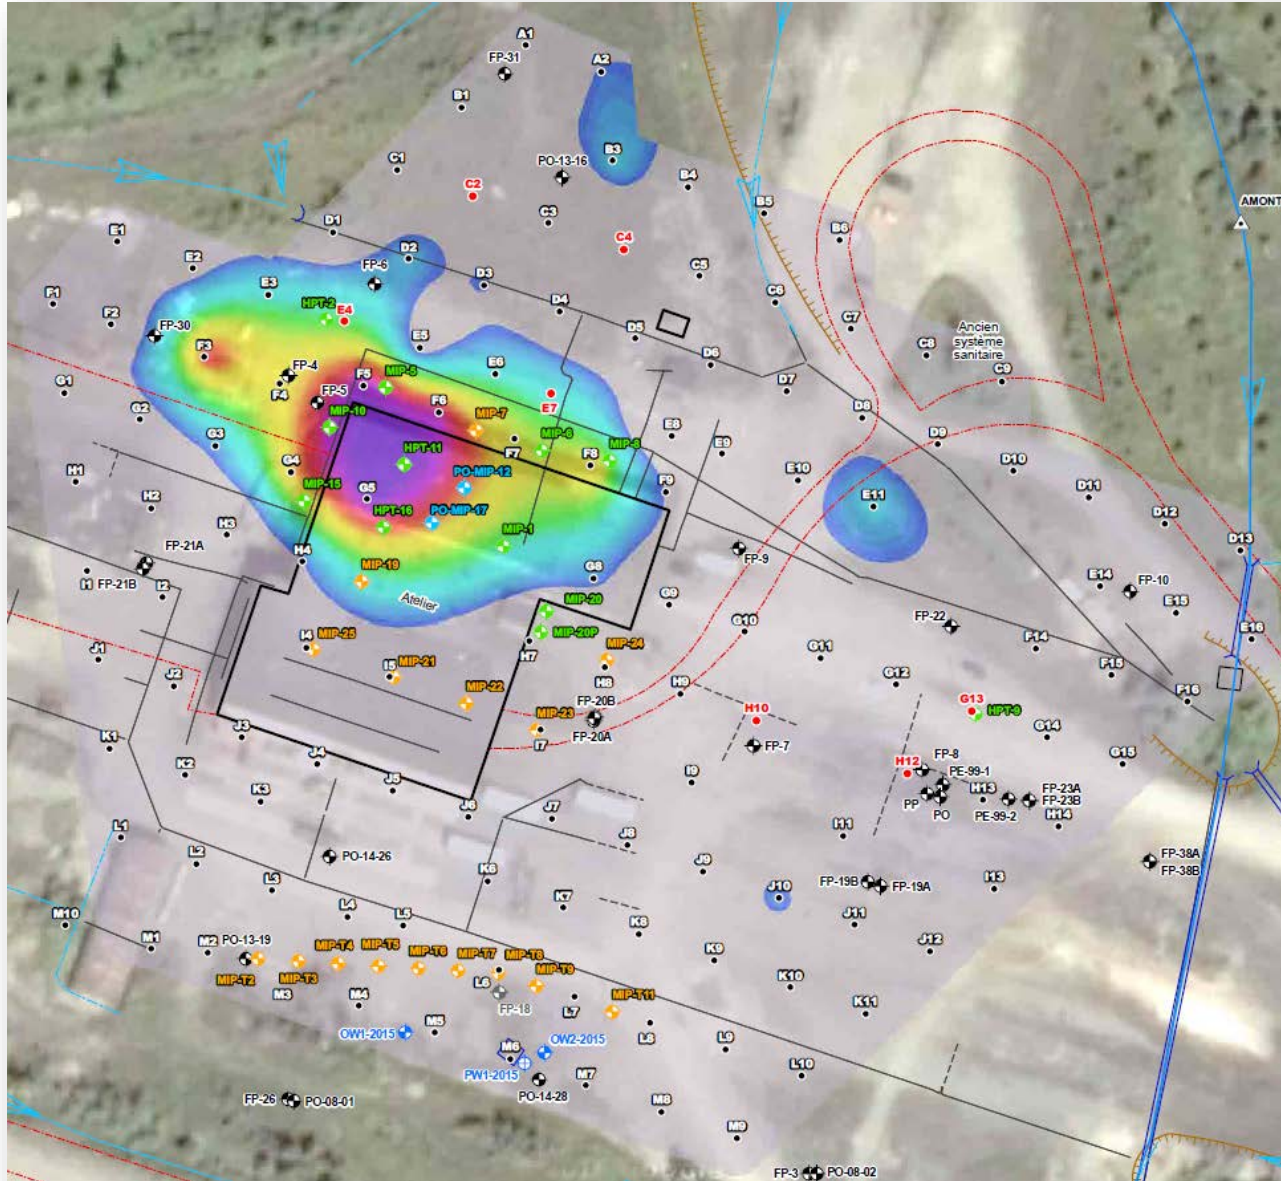 A1
FP-31
A2
B1
B3
PO-13-16
C1
C2
B4
C3
B5
C4
B6
AMONT
D1
E1
D2
C5
E2
FP-6
D3
E3
F1
HPT-2
D4
C6
F2
E4
C7
FP-30
E5
D5
Ancien
système
sanitaire
C8
F3
D6
FP-4
E6
C9
G1
F4
F5
MIP-5
D7
FP-5
E7
G2
F6
D8
MIP-10
MIP-7
E8
G3
F7
MIP-6
MIP-8
E9
D9
H1
G4
HPT-11
F8
E10
D10
PO-MIP-12
F9
D11
H2
MIP-15
G5
E11
D12
H3
HPT-16
PO-MIP-17
MIP-1
D13
FP-21A
H4
FP-9
I1
FP-21B
I2
MIP-19
G8
E14
FP-10
Atelier
G9
E15
MIP-20
FP-22
G10
E16
MIP-20P
F14
J1
I4
MIP-25
H7
MIP-24
G11
F15
J2
I5
MIP-21
H8
H9
G12
F16
MIP-22
FP-20B
H10
G13
HPT-9
J3
MIP-23
FP-20A
G14
K1
I7
FP-7
G15
K2
J4
FP-8
H12
PE-99-1
K3
J5
I9
PP
PO
H13
FP-23A
FP-23B
J6
J7
PE-99-2
H14
L1
J8
I11
L2
PO-14-26
J9
FP-38A
FP-38B
L3
K6
J10
FP-19B
FP-19A
I13
M10
L4
K7
L5
K8
J11
M1
M2
PO-13-19
MIP-T4
MIP-T5
MIP-T6
MIP-T7
MIP-T8
K9
J12
MIP-T2
MIP-T3
L6
MIP-T9
K10
M3
M4
FP-18
L7
MIP-T11
K11
OW1-2015
M5
L8
M6
OW2-2015
L9
PW1-2015
M7
L10
FP-26
PO-08-01
PO-14-28
M8
M9
FP-3
PO-08-02